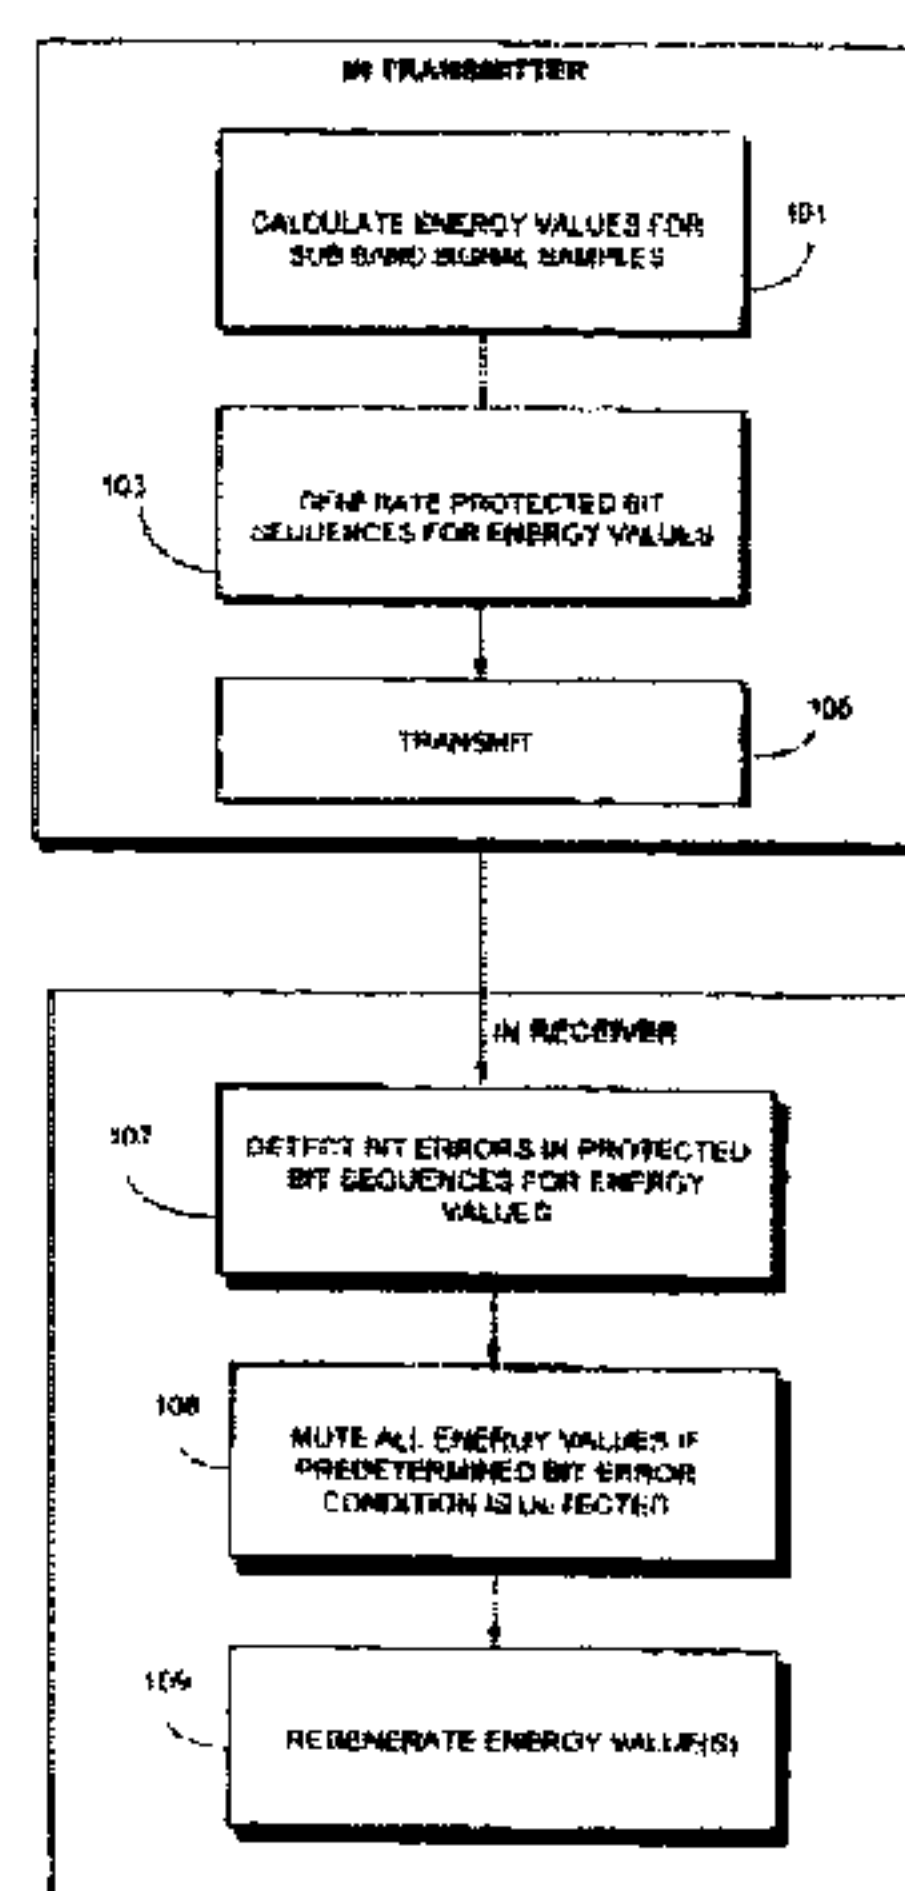 IN TRANSMITTER
CALCULATE ENERGY VALUES FOR
SUB BAND SIGNAL SAMPLES
101
103
GENERATE PROTECTED BIT
SEQUENCES FOR ENERGY VALUES
TRANSMIT
105
IN RECEIVER
107
DETECT BIT ERRORS IN PROTECTED
BIT SEQUENCES FOR ENERGY
VALUES
108
MUTE ALL ENERGY VALUES IF
PREDETERMINED BIT ERROR
CONDITION IS DETECTED
109
REGENERATE ENERGY VALUE(S)